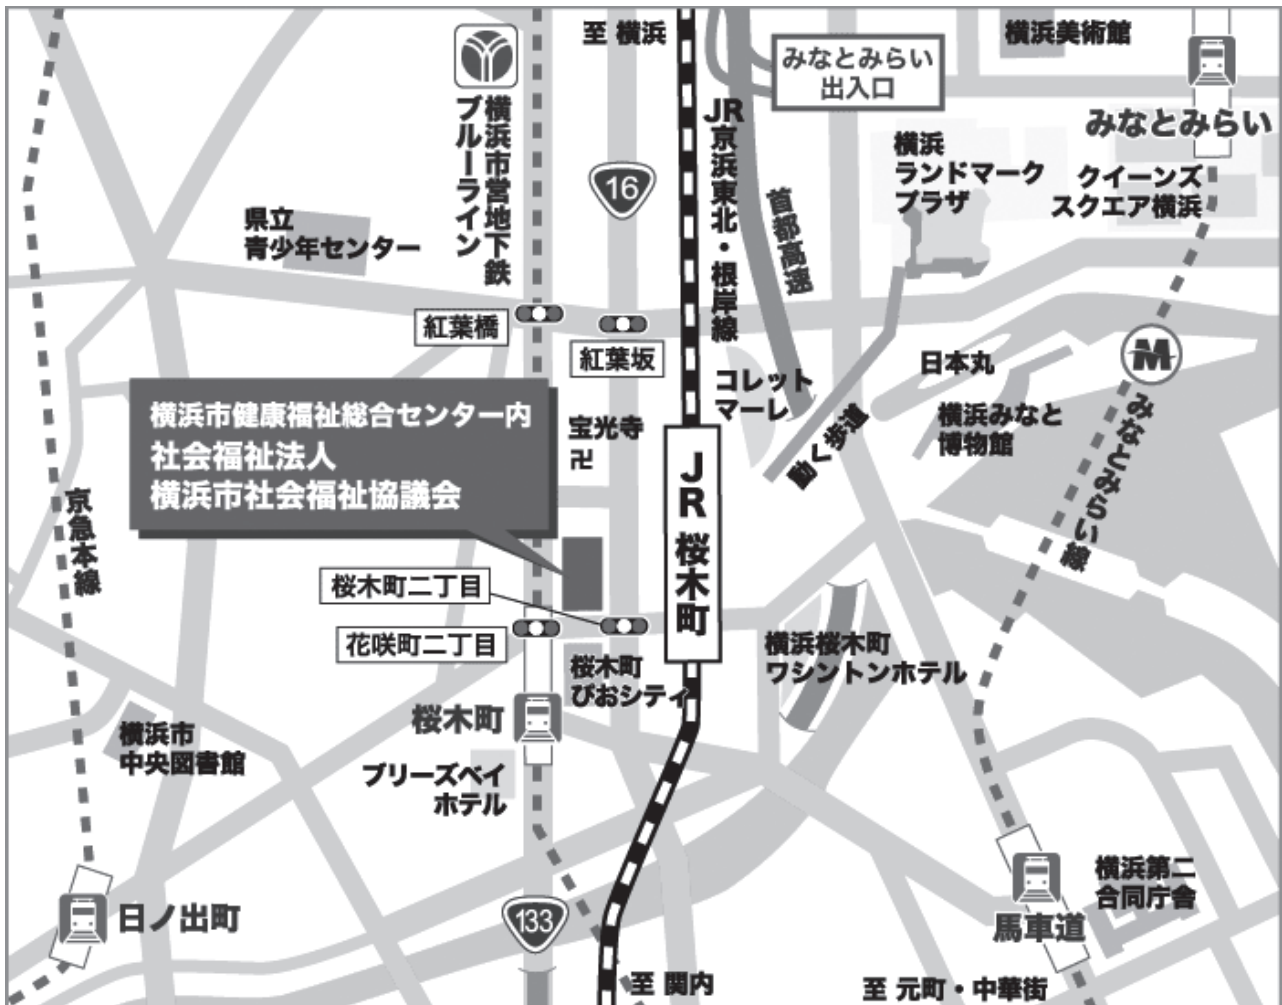 至 横浜
横浜美術館
みなとみらい
出入口
横浜市営地下鉄
ブルーライン
JR京浜東北・根岸線
みなとみらい
16
横浜
ランドマーク
プラザ
クイーンズ
スクエア横浜
首都高速
県立
青少年センター
紅葉橋
紅葉坂
M
日本丸
コレット
マーレ
横浜みなと
博物館
みなとみらい線
動く歩道
横浜市健康福祉総合センター内
社会福祉法人
横浜市社会福祉協議会
宝光寺
卍
JR桜木町
京急本線
桜木町二丁目
花咲町二丁目
横浜桜木町
ワシントンホテル
桜木町
ぴおシティ
桜木町
横浜市
中央図書館
ブリーズベイ
ホテル
横浜第二
合同庁舎
日ノ出町
133
馬車道
至 関内
至 元町・中華街